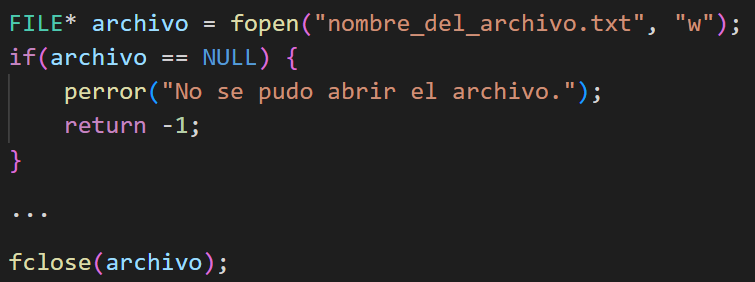 FILE* archivo = fopen("nombre_del_archivo.txt", "w");
if(archivo == NULL) {
    perror("No se pudo abrir el archivo.");
    return -1;
}
...
fclose(archivo);